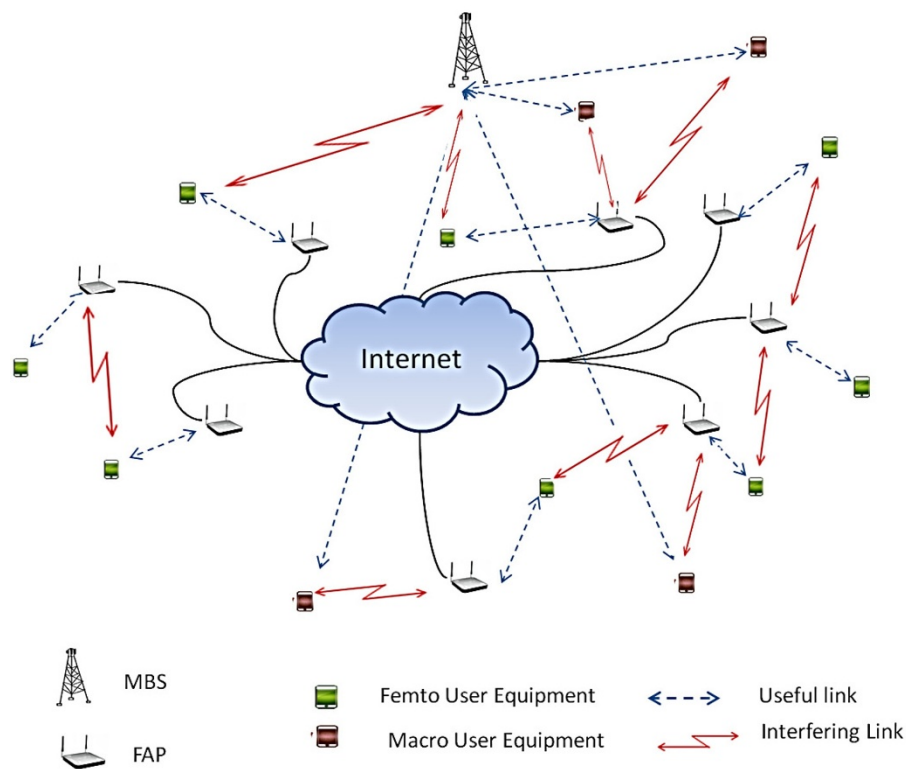 Internet
MBS
Femto User Equipment
Useful link
FAP
Macro User Equipment
Interfering Link